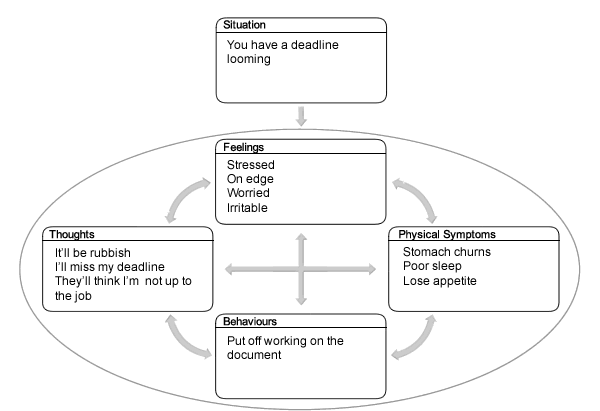 Situation
You have a deadline
looming
Feelings
Stressed
On edge
Worried
Irritable
Thoughts
It'll be rubbish
I'll miss my deadline
They'll think I'm not up to
the job
Physical Symptoms
Stomach churns
Poor sleep
Lose appetite
Behaviours
Put off working on the
document